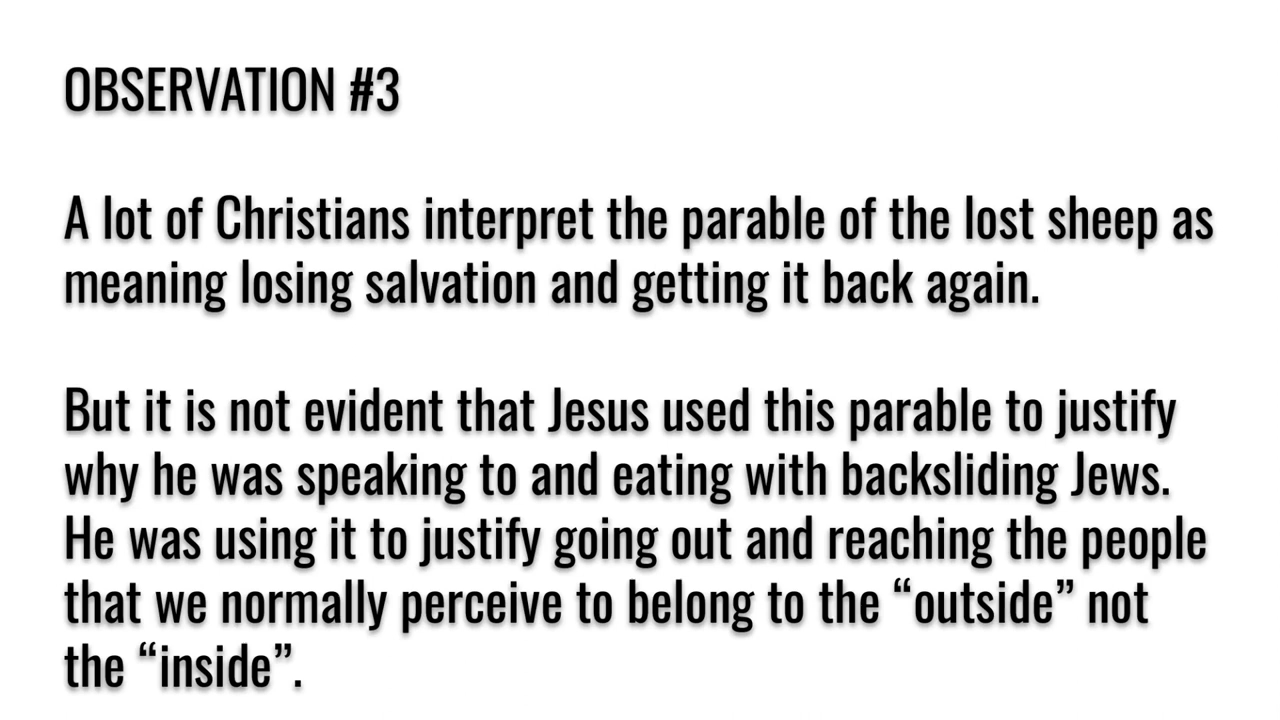 OBSERVATION #3
A lot of Christians interpret the parable of the lost sheep as
meaning losing salvation and getting it back again.
But it is not evident that Jesus used this parable to justify
why he was speaking to and eating with backsliding Jews.
He was using it to justify going out and reaching the people
that we normally perceive to belong to the “outside” not
the “inside”.